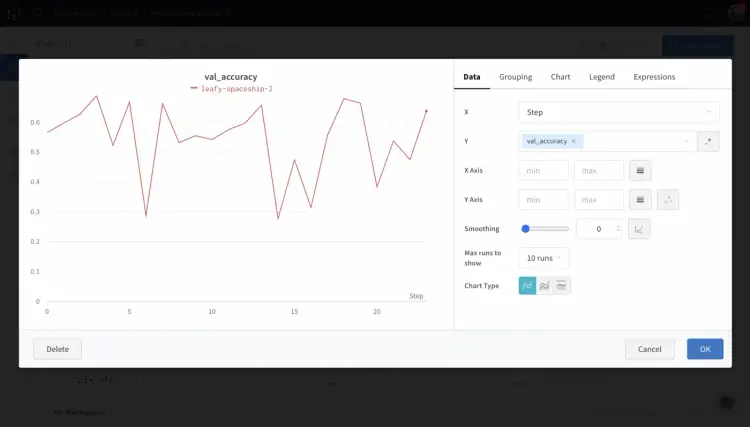 val_accuracy
leafy-spaceship-2
0.6
0.5
0.4
0.3
0.2
0.1
0
Step
0 5 10 15 20
Data Grouping Chart Legend Expressions
X Step
Y val_accuracy × .*
X Axis min max
Y Axis min max
Smoothing 0
Max runs to show 10 runs
Chart Type
Delete Cancel OK